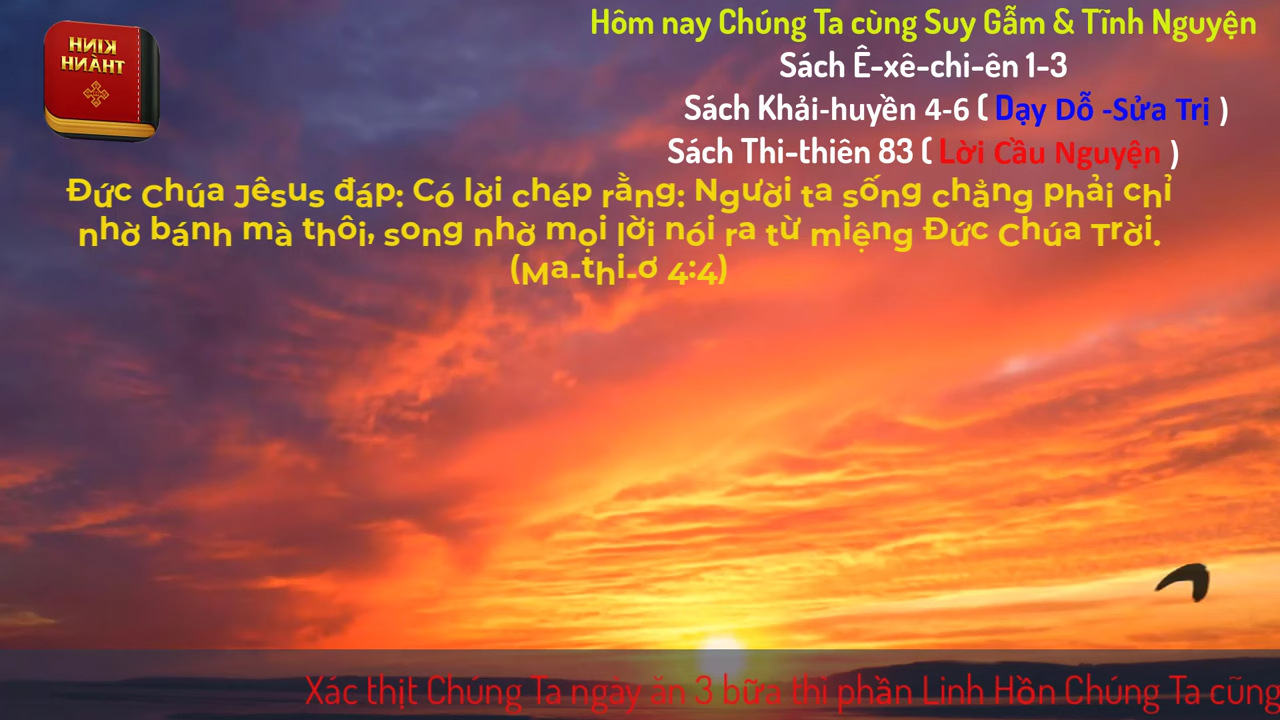 KINH
THÁNH
Hôm nay Chúng Ta cùng Suy Gẫm & Tĩnh Nguyện
Sách Ê-xê-chi-ên 1-3
Sách Khải-huyền 4-6 ( Dạy Dỗ -Sửa Trị )
Sách Thi-thiên 83 ( Lời Cầu Nguyện )
Đức Chúa Jêsus đáp: Có lời chép rằng: Người ta sống chẳng phải chỉ
nhờ bánh mà thôi, song nhờ mọi lời nói ra từ miệng Đức Chúa Trời.
(Ma-thi-ơ 4:4)
Xác thịt Chúng Ta ngày ăn 3 bữa thì phần Linh Hồn Chúng Ta cũng